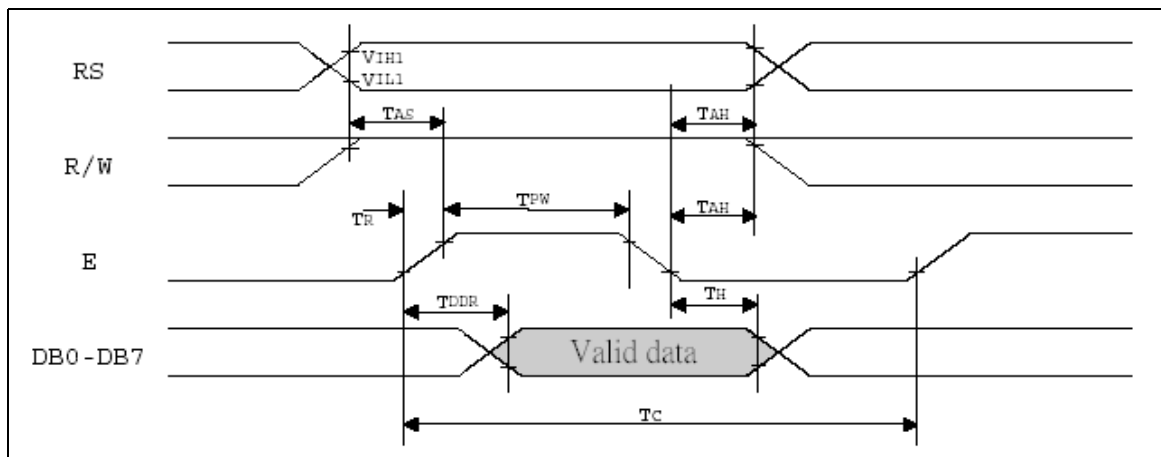 RS
VIH1
VIL1
TAS
TAH
R/W
TPW
TAH
TR
E
TDDR
TH
DB0-DB7
Valid data
TC